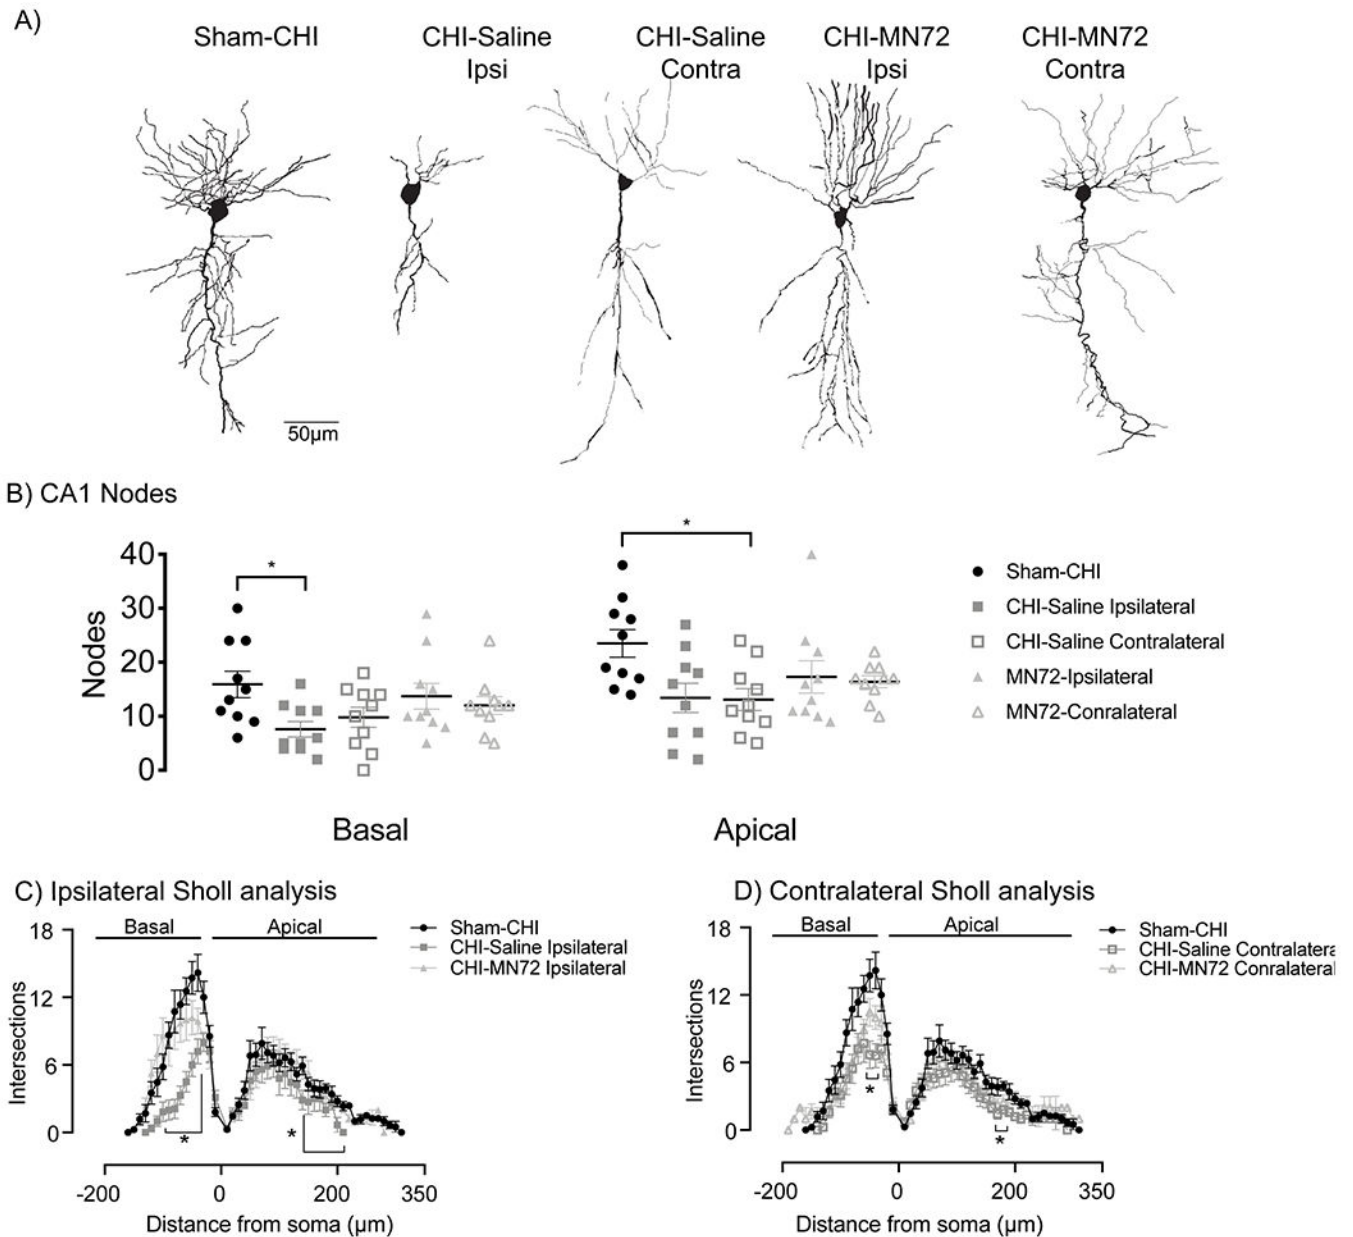 A)
Sham-CHI
CHI-Saline
Ipsi
CHI-Saline
Contra
CHI-MN72
Ipsi
CHI-MN72
Contra
50μm
B) CA1 Nodes
Nodes
40
30
20
10
0
*
*
Sham-CHI
CHI-Saline Ipsilateral
CHI-Saline Contralateral
MN72-Ipsilateral
MN72-Conralateral
Basal
Apical
C) Ipsilateral Sholl analysis
Basal
Apical
Sham-CHI
CHI-Saline Ipsilateral
CHI-MN72 Ipsilateral
Intersections
18
12
6
0
*
*
-200
0
200
350
Distance from soma (μm)
D) Contralateral Sholl analysis
Basal
Apical
Sham-CHI
CHI-Saline Contralatera
CHI-MN72 Conralateral
Intersections
18
12
6
0
*
*
-200
0
200
350
Distance from soma (μm)